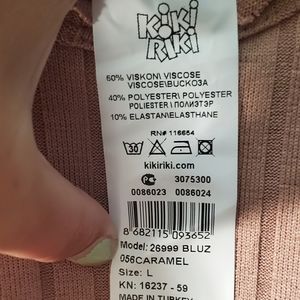 KiKi
RiKi
60% VISKON\ VISCOSE
VISCOSE\ВИСКОЗА
40% POLYESTER\ POLYESTER
POLIESTER \ ПОЛИЭТЭР
10% ELASTAN\ELASTHANE
RN# 116654
kikiriki.com
3075300
0086023 0086024
8 682115 093652
Model: 26999 BLUZ
056CARAMEL
Size: L
KN: 16237 - 59
MADE IN TURKEY